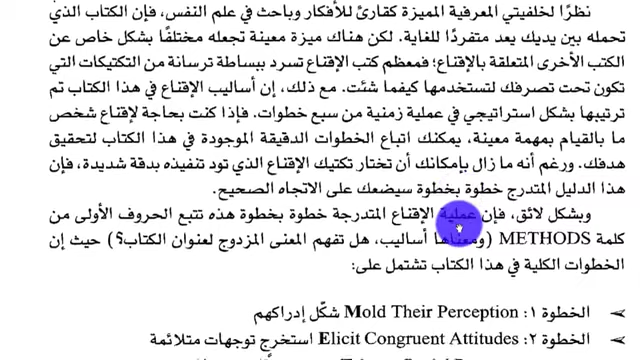 نظرًا لخلفيتي المعرفية المميزة كقارئ للأفكار وباحث في علم النفس، فإن الكتاب الذي
تحمله بين يديك يعد متفردًا للغاية. لكن هناك ميزة معينة تجعله مختلفًا بشكل خاص عن
الكتب الأخرى المتعلقة بالإقناع؛ فمعظم كتب الإقناع تسرد ببساطة ترسانة من التكتيكات التي
تكون تحت تصرفك لتستخدمها كيفما شئت. مع ذلك، إن أساليب الإقناع في هذا الكتاب تم
ترتيبها بشكل استراتيجي في عملية زمنية من سبع خطوات. فإذا كنت بحاجة لإقناع شخص
ما بالقيام بمهمة معينة، يمكنك اتباع الخطوات الدقيقة الموجودة في هذا الكتاب لتحقيق
هدفك. ورغم أنه ما زال بإمكانك أن تختار تكتيك الإقناع الذي تود تنفيذه بدقة شديدة، فإن
هذا الدليل المتدرج خطوة بخطوة سيضعك على الاتجاه الصحيح.
وبشكل لائق، فإن عملية الإقناع المتدرجة خطوة بخطوة هذه تتبع الحروف الأولى من
كلمة METHODS (ومعناها أساليب، هل تفهم المعنى المزدوج لعنوان الكتاب؟) حيث إن
الخطوات الكلية في هذا الكتاب تشتمل على:
الخطوة ١: Mold Their Perception شكِّل إدراكهم
الخطوة ٢: Elicit Congruent Attitudes استخرج توجهات متلائمة